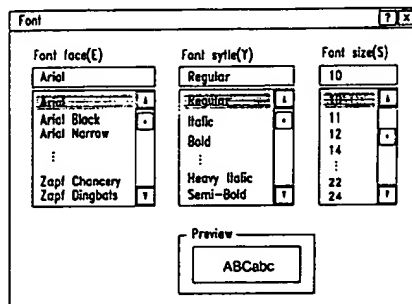 Font
? x
Font face(E)
Arial
Arial
Arial Black
Arial Narrow
Zapf Chancery
Zapf Dingbats
Font sytle(Y)
Regular
Regular
Italic
Bold
Heavy Italic
Semi-Bold
Font size(S)
10
10
11
12
14
22
24
Preview
ABCabc